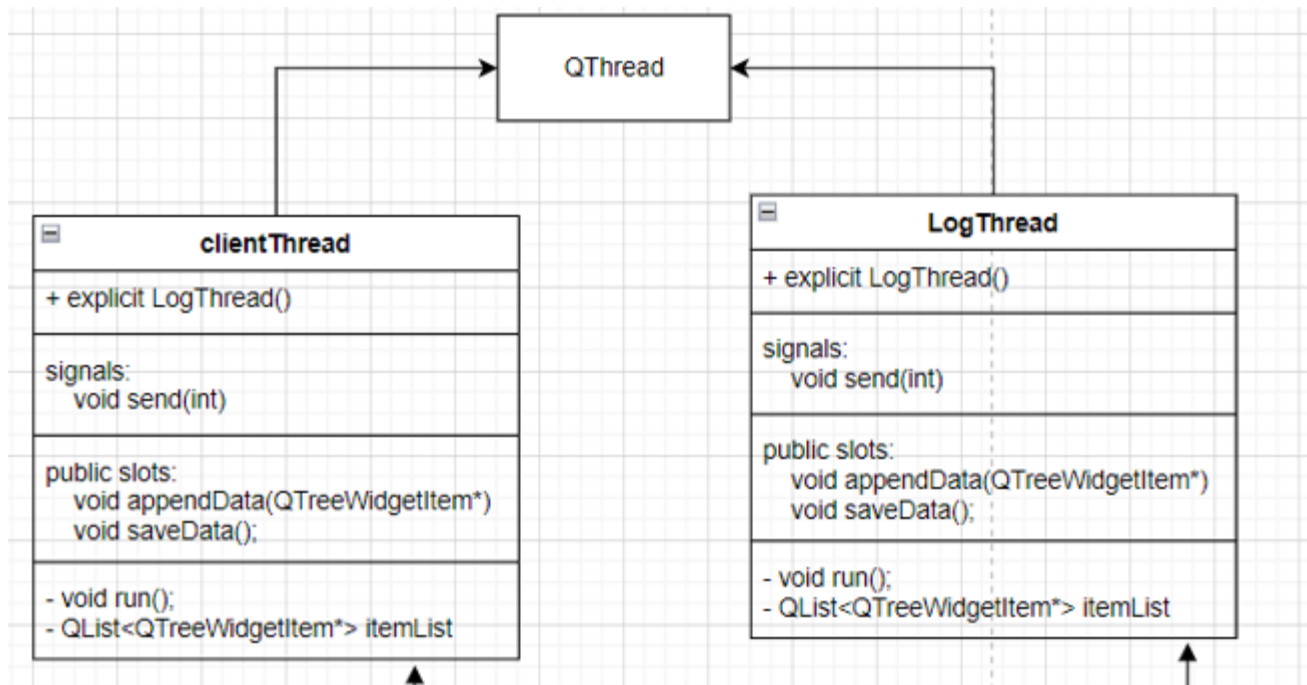 QThread
clientThread
+ explicit LogThread()
signals:
void send(int)
public slots:
void appendData(QTreeWidgetItem*)
void saveData();
- void run();
- QList<QTreeWidgetItem*> itemList
LogThread
+ explicit LogThread()
signals:
void send(int)
public slots:
void appendData(QTreeWidgetItem*)
void saveData();
- void run();
- QList<QTreeWidgetItem*> itemList